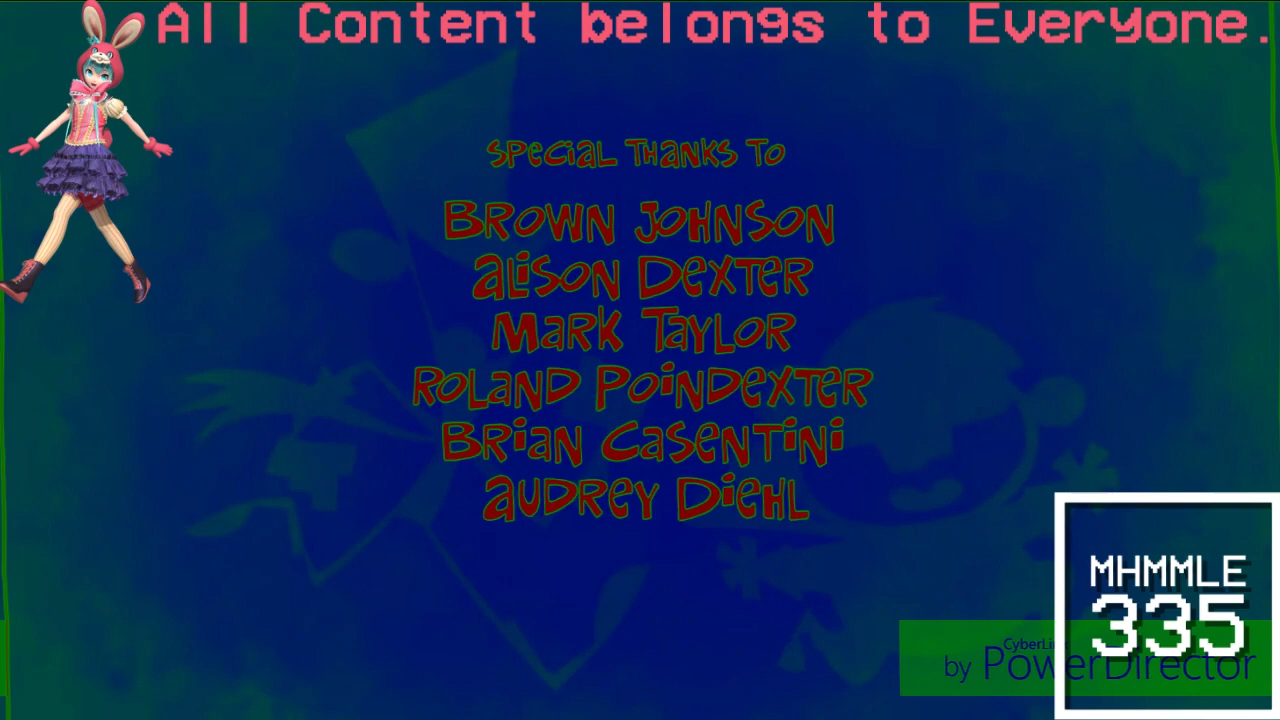 All Content belongs to Everyone.
Special Thanks To
Brown Johnson
Alison Dexter
Mark Taylor
Roland Poindexter
Brian Casentini
Audrey Diehl
MHMMLE
335
CyberLink
by PowerDirector